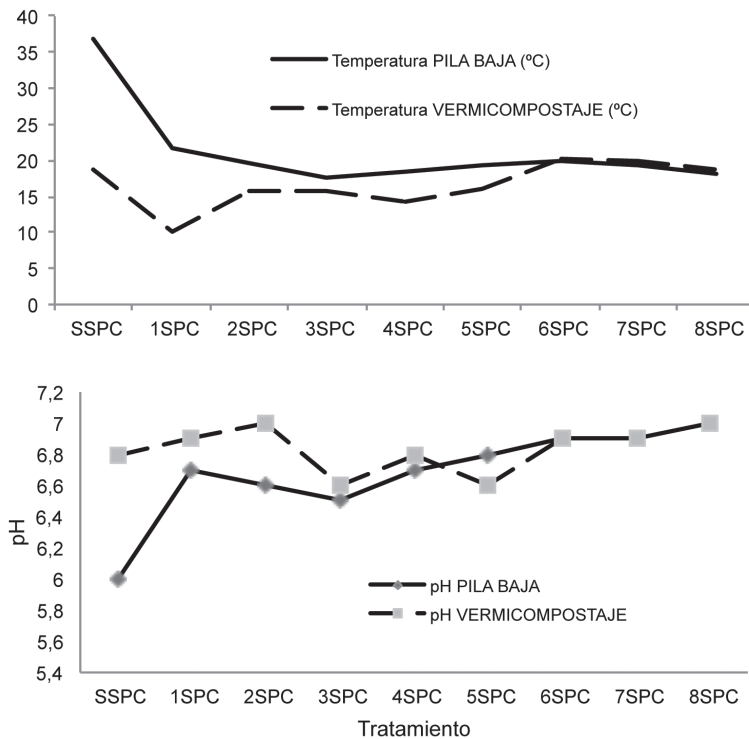 40
35
30
25
20
15
10
5
0
Temperatura PILA BAJA (ºC)
Temperatura VERMICOMPOSTAJE (ºC)
SSPC 1SPC 2SPC 3SPC 4SPC 5SPC 6SPC 7SPC 8SPC
7,2
7
6,8
6,6
6,4
6,2
6
5,8
5,6
5,4
pH
pH PILA BAJA
pH VERMICOMPOSTAJE
SSPC 1SPC 2SPC 3SPC 4SPC 5SPC 6SPC 7SPC 8SPC
Tratamiento